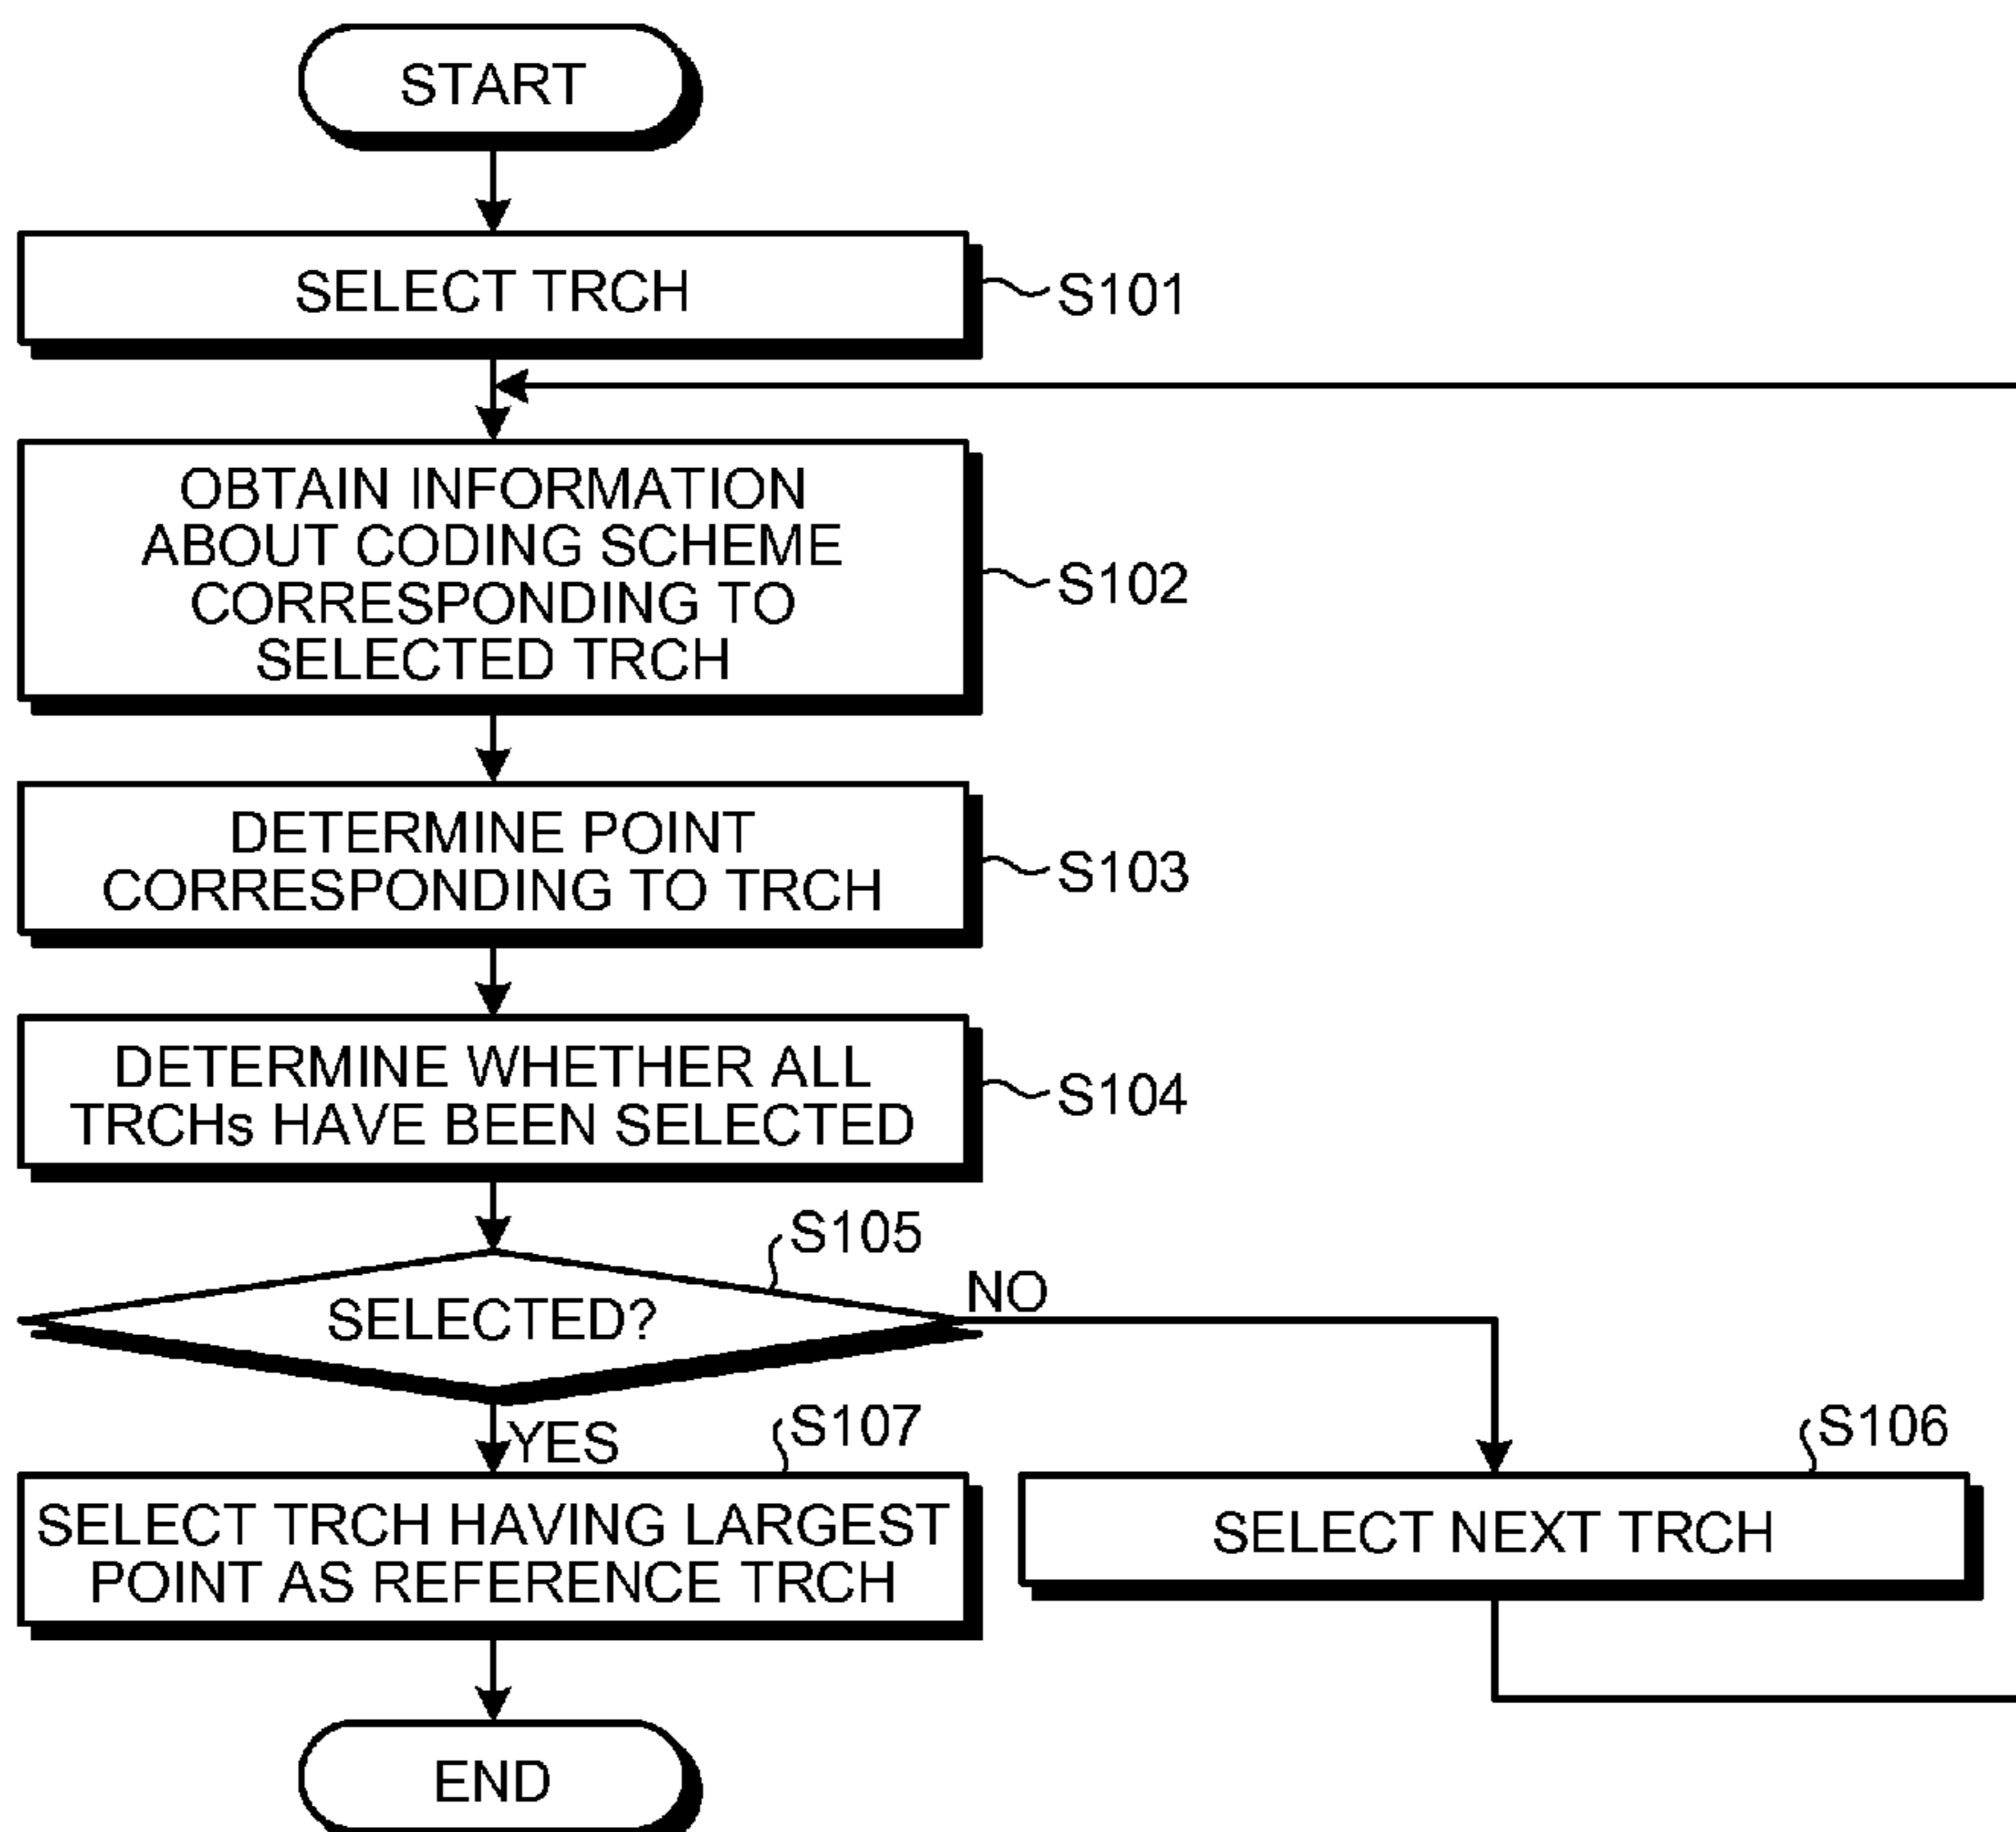 START
SELECT TRCH
S101
OBTAIN INFORMATION
ABOUT CODING SCHEME
CORRESPONDING TO
SELECTED TRCH
S102
DETERMINE POINT
CORRESPONDING TO TRCH
S103
DETERMINE WHETHER ALL
TRCHs HAVE BEEN SELECTED
S104
S105
SELECTED?
NO
YES
S107
SELECT TRCH HAVING LARGEST
POINT AS REFERENCE TRCH
S106
SELECT NEXT TRCH
END